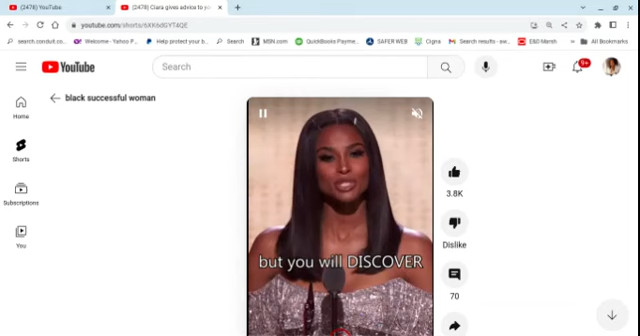 (2478) YouTube
(2478) Ciara gives advice to yo
youtube.com/shorts/
search.conduit.co...
Welcome - Yahoo P...
Help protect your b...
Search
MSN.com
QuickBooks Payme...
SAFER WEB
Cigna
Search results - sw...
E&O Marsh
All Bookmarks
YouTube
Search
9+
Home
Shorts
Subscriptions
You
black successful woman
but you will DISCOVER
3.8K
Dislike
70